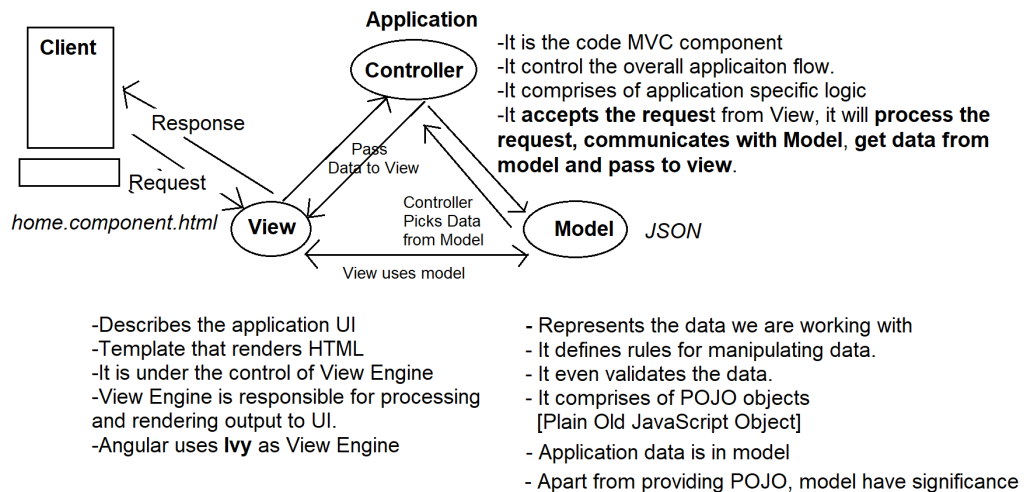 Application
Client
Controller
-It is the code MVC component
-It control the overall applicaiton flow.
-It comprises of application specific logic
-It accepts the request from View, it will process the
request, communicates with Model, get data from
model and pass to view.
Response
Pass
Data to View
Request
home.component.html
View
Controller
Picks Data
from Model
Model
JSON
View uses model
-Describes the application UI
-Template that renders HTML
-It is under the control of View Engine
-View Engine is responsible for processing
and rendering output to UI.
-Angular uses Ivy as View Engine
- Represents the data we are working with
- It defines rules for manipulating data.
- It even validates the data.
- It comprises of POJO objects
[Plain Old JavaScript Object]
- Application data is in model
- Apart from providing POJO, model have significance